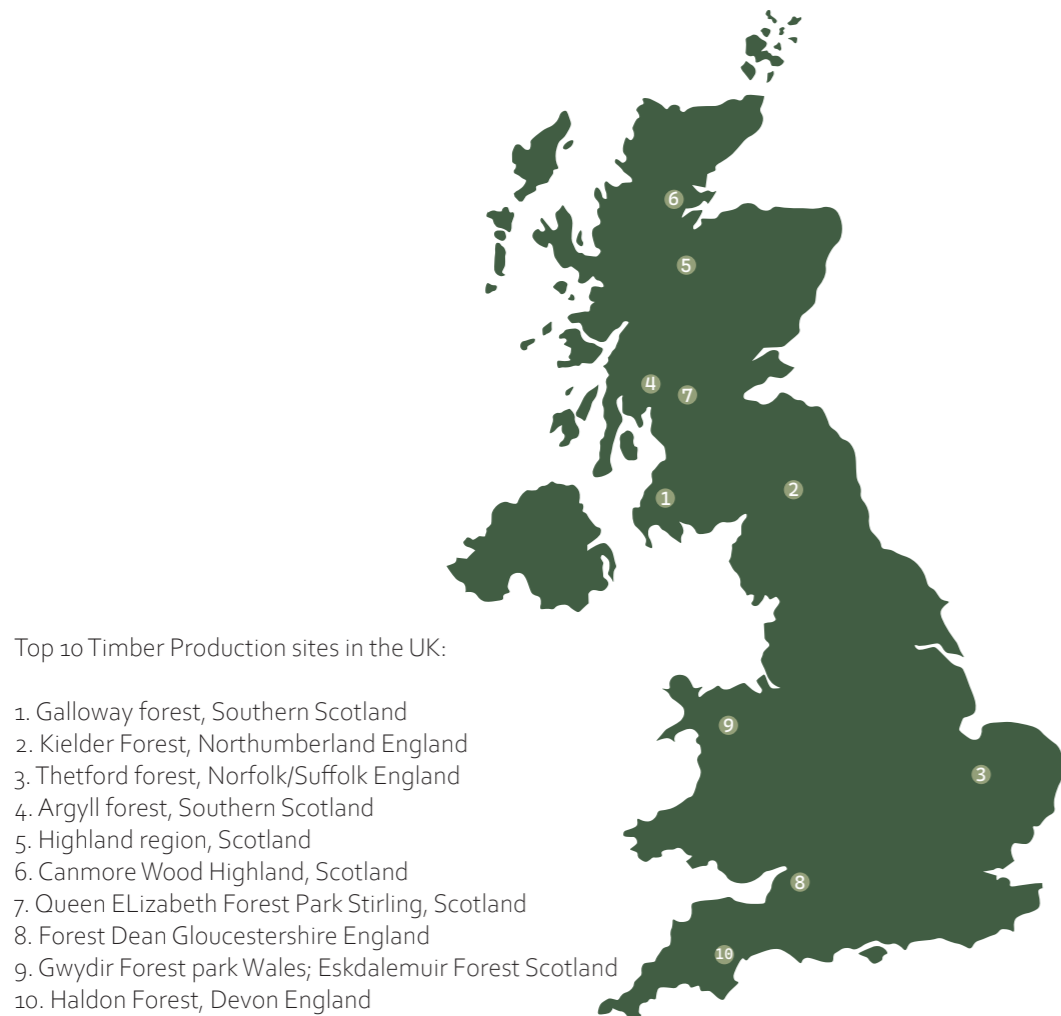 6
5
4
7
1
2
9
3
8
10
Top 10 Timber Production sites in the UK:
1. Galloway forest, Southern Scotland
2. Kielder Forest, Northumberland England
3. Thetford forest, Norfolk/Suffolk England
4. Argyll forest, Southern Scotland
5. Highland region, Scotland
6. Canmore Wood Highland, Scotland
7. Queen ELizabeth Forest Park Stirling, Scotland
8. Forest Dean Gloucestershire England
9. Gwydir Forest park Wales; Eskdalemuir Forest Scotland
10. Haldon Forest, Devon England